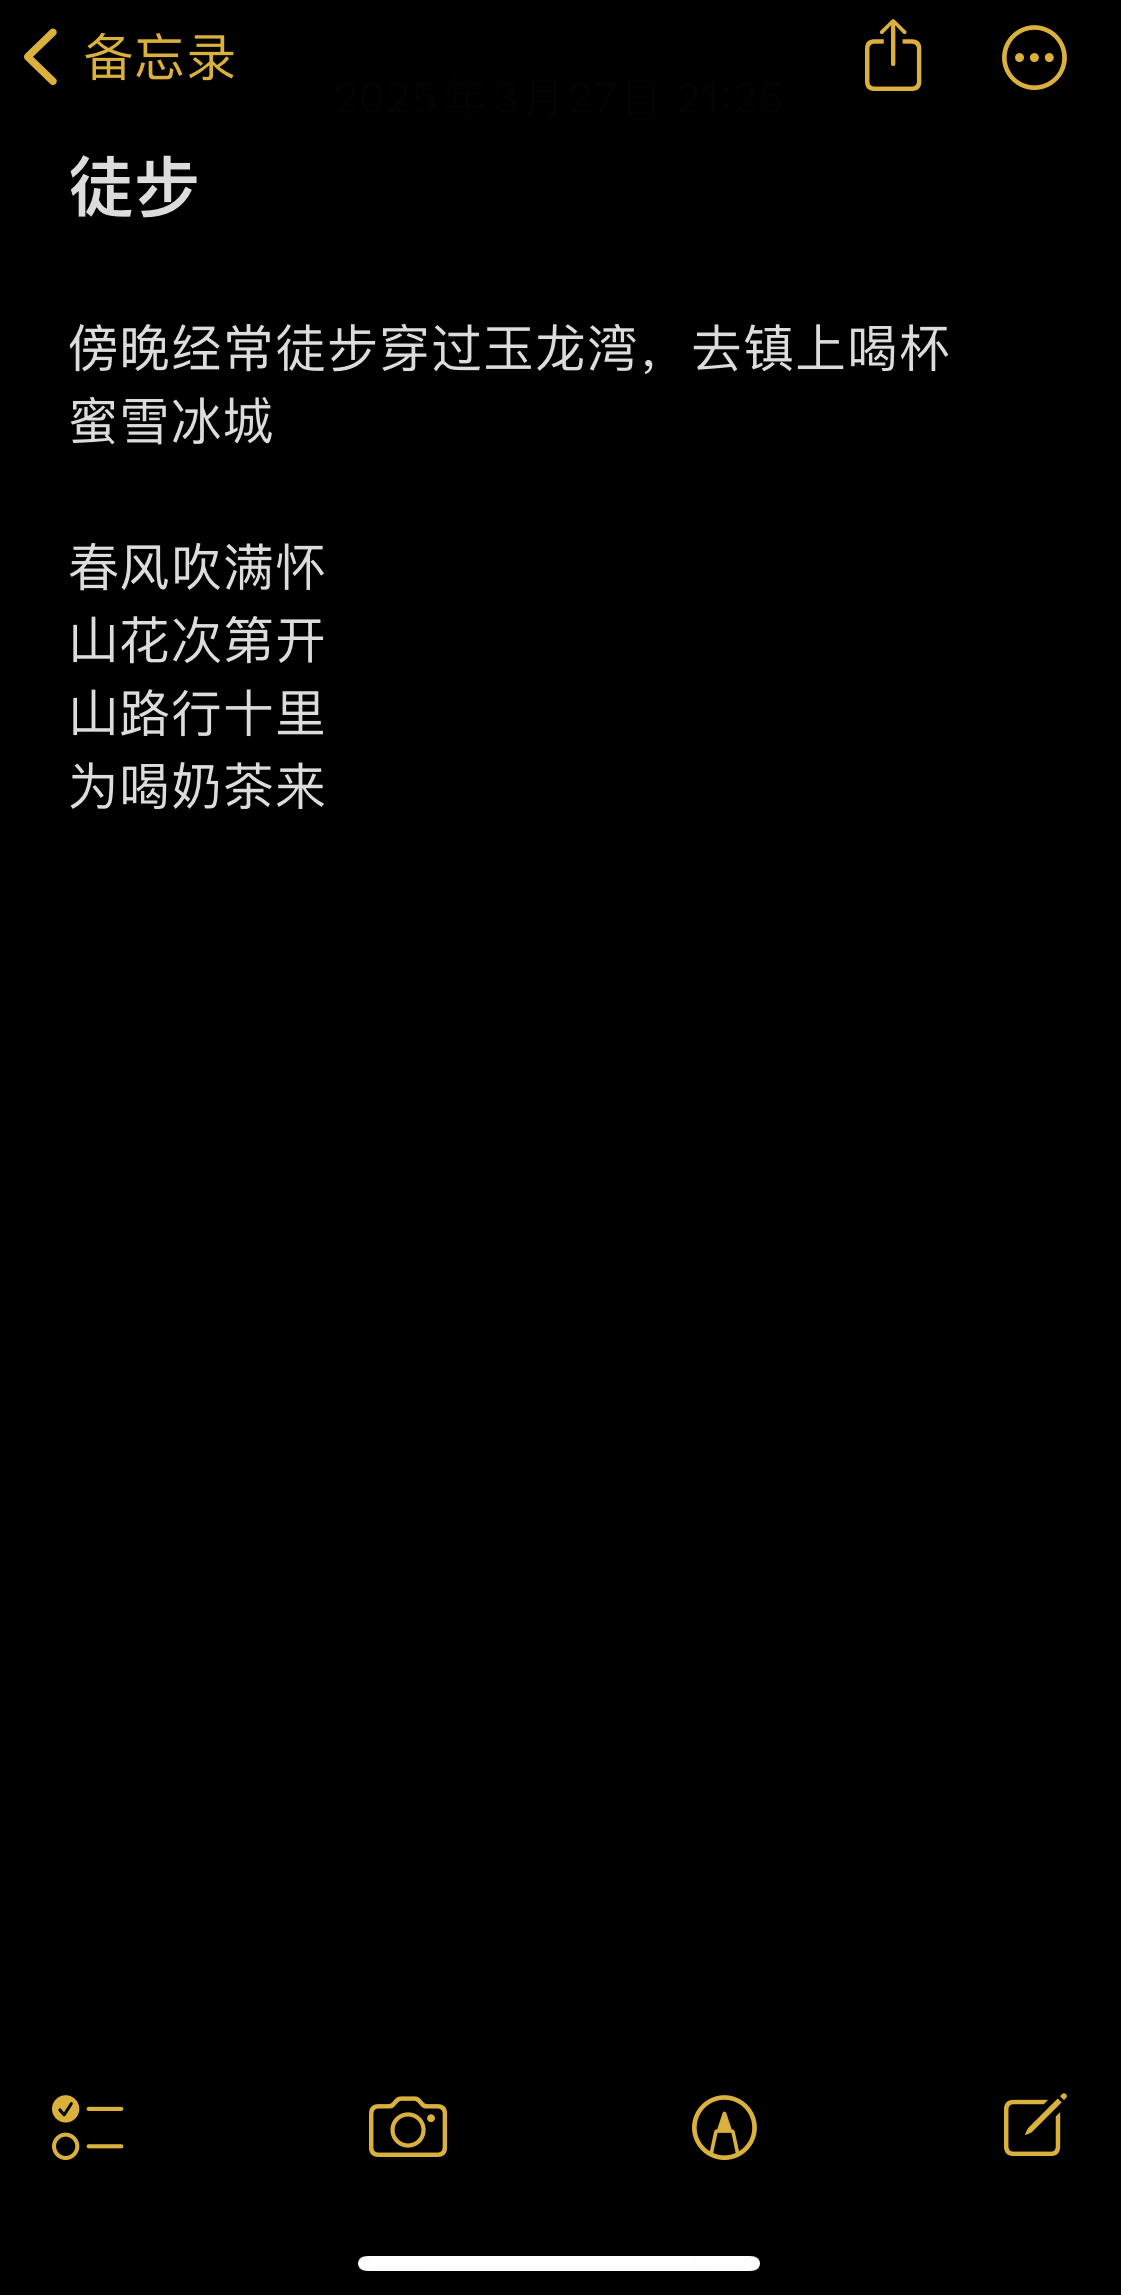 备忘录
2025年3月27日 21:25
徒步
傍晚经常徒步穿过玉龙湾，去镇上喝杯
蜜雪冰城
春风吹满怀
山花次第开
山路行十里
为喝奶茶来